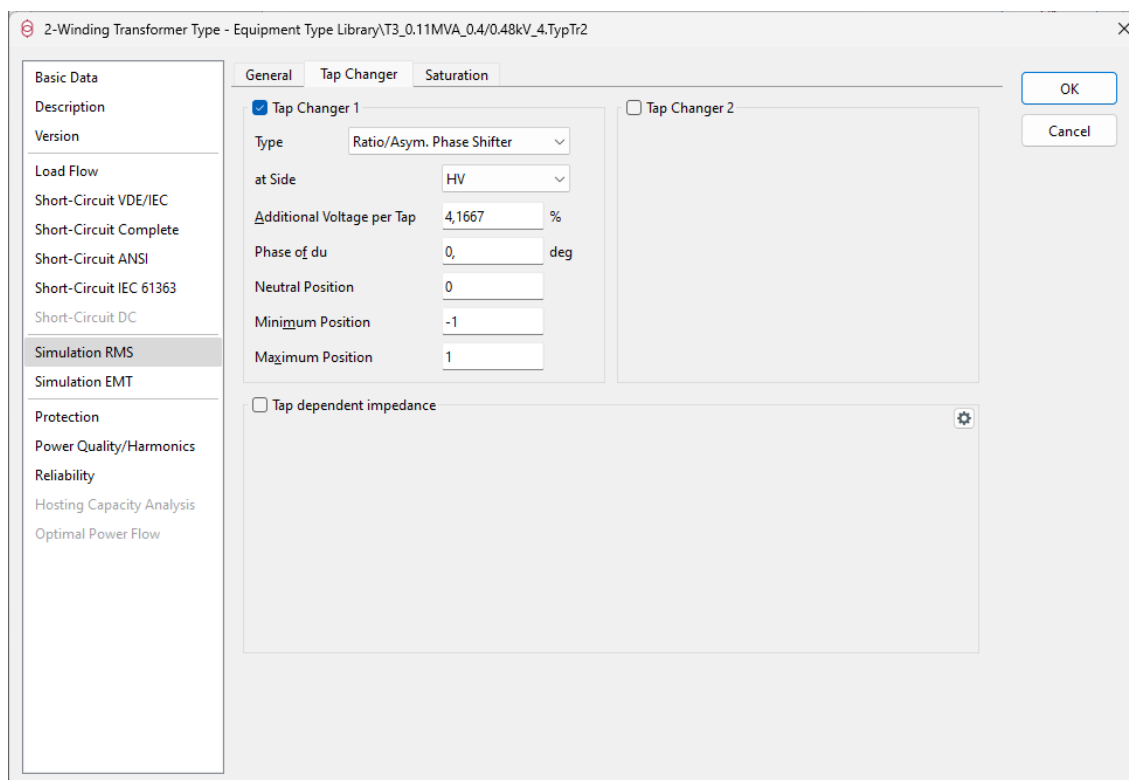 2-Winding Transformer Type - Equipment Type Library\T3_0.11MVA_0.4/0.48kV_4.TypTr2
Basic Data
Description
Version
Load Flow
Short-Circuit VDE/IEC
Short-Circuit Complete
Short-Circuit ANSI
Short-Circuit IEC 61363
Short-Circuit DC
Simulation RMS
Simulation EMT
Protection
Power Quality/Harmonics
Reliability
Hosting Capacity Analysis
Optimal Power Flow
General Tap Changer Saturation
Tap Changer 1
Type Ratio/Asym. Phase Shifter
at Side HV
Additional Voltage per Tap 4,1667 %
Phase of du 0, deg
Neutral Position 0
Minimum Position -1
Maximum Position 1
Tap Changer 2
Tap dependent impedance
OK
Cancel